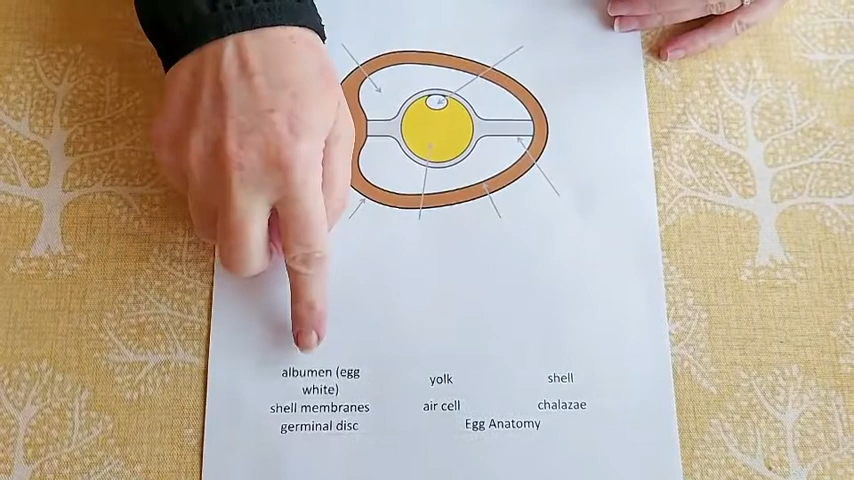 albumen (egg
white)
yolk
shell
shell membranes
air cell
chalazae
germinal disc
Egg Anatomy